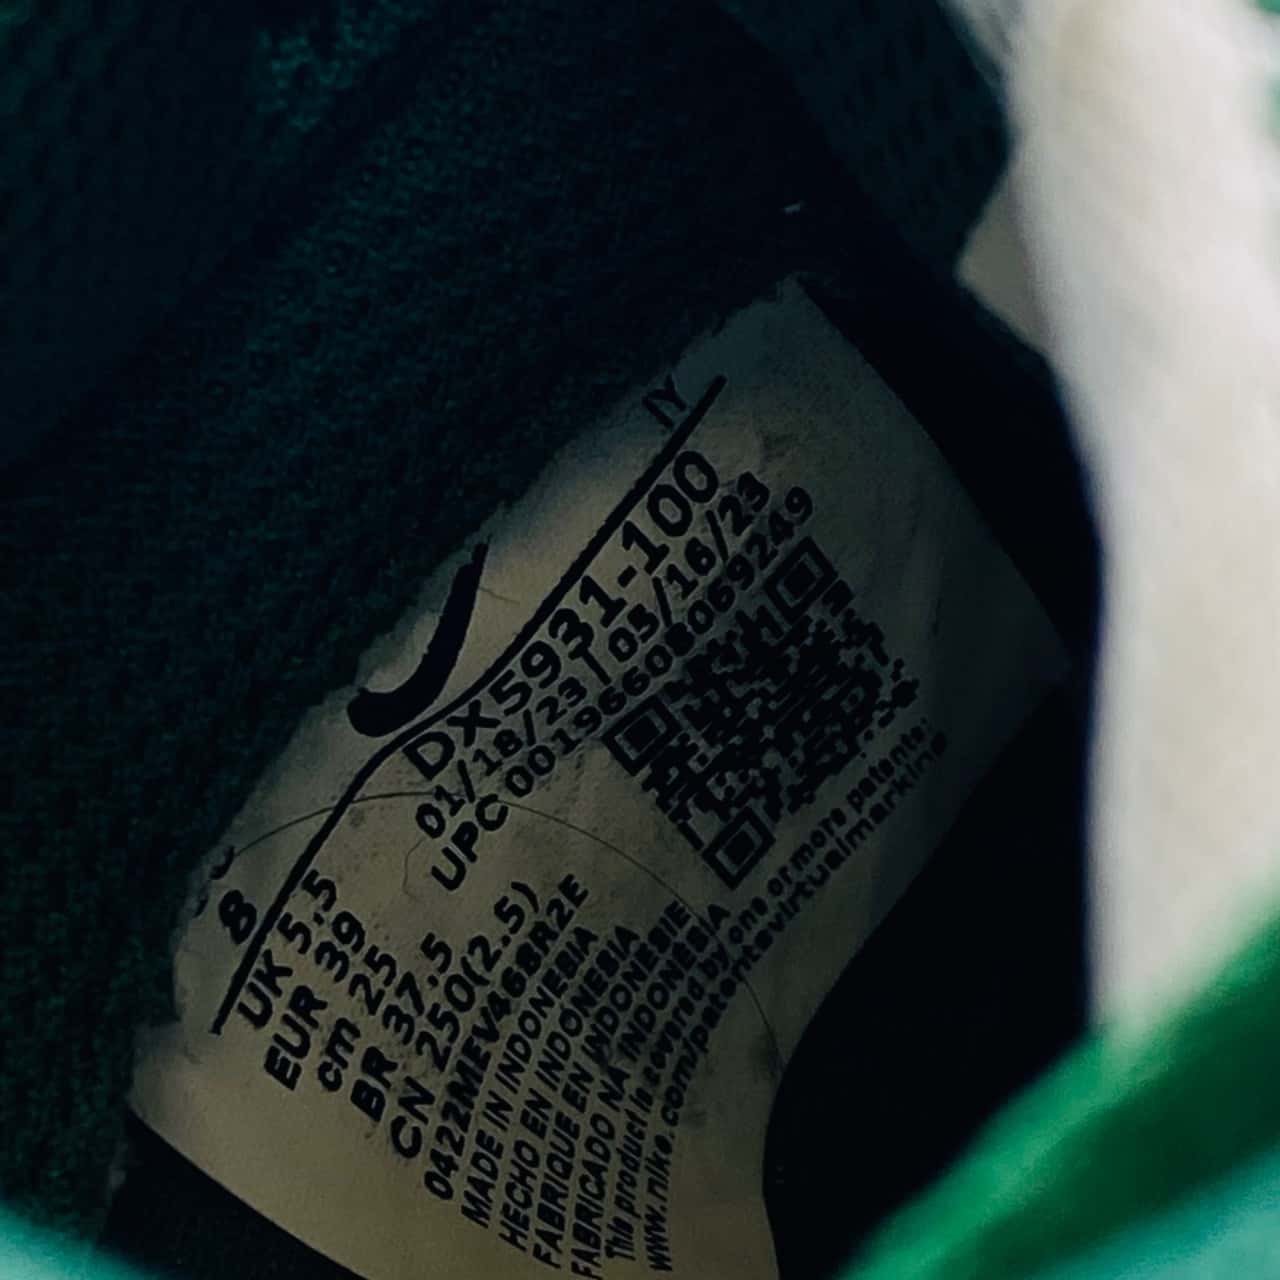 IY
DX5931-100
01/18/23 | 05/16/23
UPC 00196608069249
8
UK 5.5
EUR 39
cm 25
BR 37.5
CN 250(2.5)
0422MEV468R2E
MADE IN INDONESIA
HECHO EN INDONESIA
FABRIQUE EN INDONESIE
FABRICADO NA INDONESIA
This product is covered by one or more patents:
www.nike.com/patentsvirtualmarking